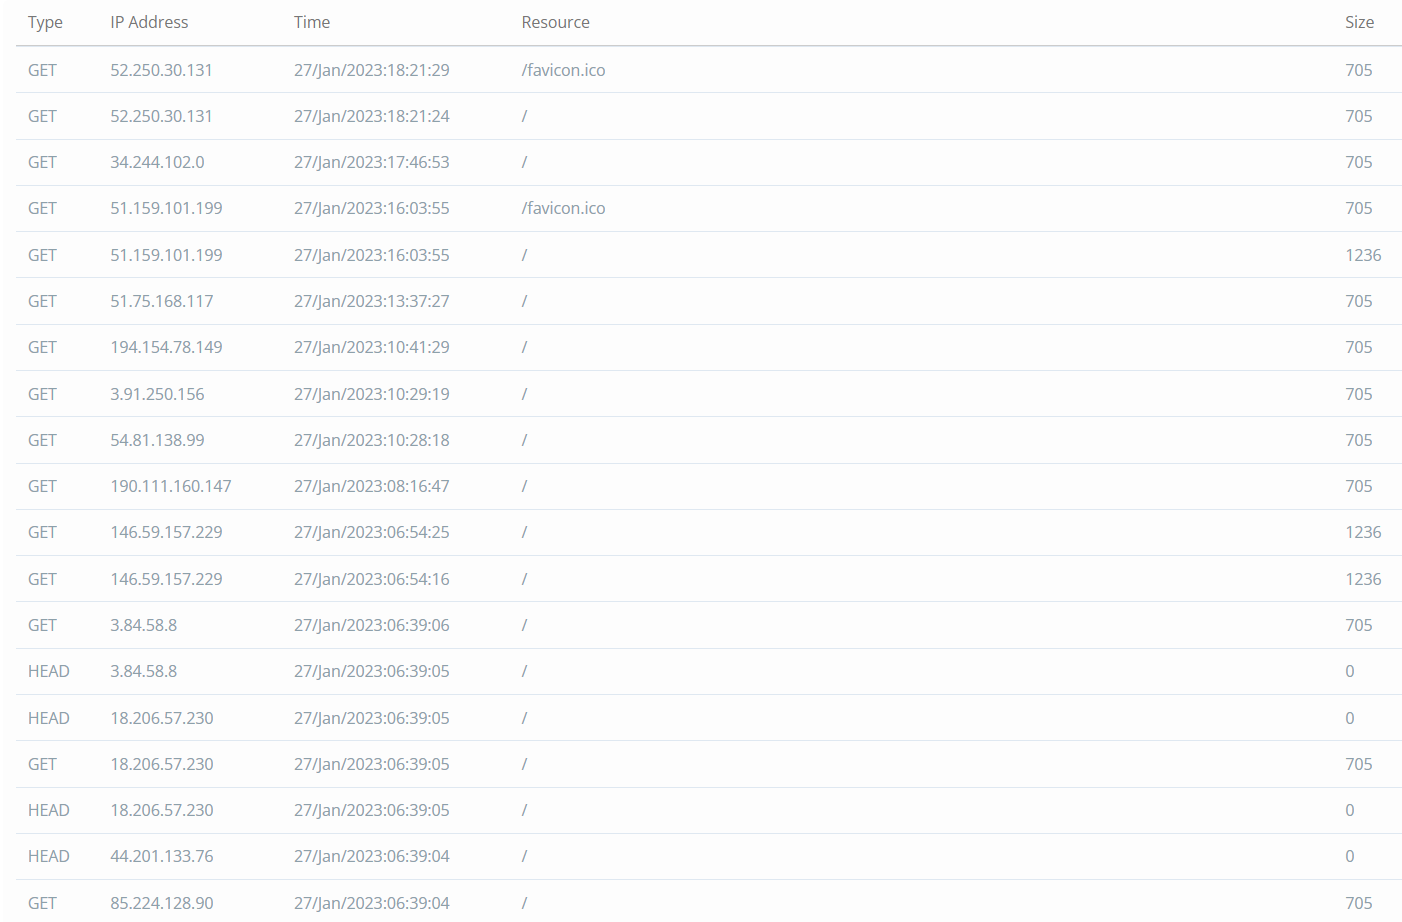 Type IP Address Time Resource Size
GET 52.250.30.131 27/Jan/2023:18:21:29 /favicon.ico 705
GET 52.250.30.131 27/Jan/2023:18:21:24 / 705
GET 34.244.102.0 27/Jan/2023:17:46:53 / 705
GET 51.159.101.199 27/Jan/2023:16:03:55 /favicon.ico 705
GET 51.159.101.199 27/Jan/2023:16:03:55 / 1236
GET 51.75.168.117 27/Jan/2023:13:37:27 / 705
GET 194.154.78.149 27/Jan/2023:10:41:29 / 705
GET 3.91.250.156 27/Jan/2023:10:29:19 / 705
GET 54.81.138.99 27/Jan/2023:10:28:18 / 705
GET 190.111.160.147 27/Jan/2023:08:16:47 / 705
GET 146.59.157.229 27/Jan/2023:06:54:25 / 1236
GET 146.59.157.229 27/Jan/2023:06:54:16 / 1236
GET 3.84.58.8 27/Jan/2023:06:39:06 / 705
HEAD 3.84.58.8 27/Jan/2023:06:39:05 / 0
HEAD 18.206.57.230 27/Jan/2023:06:39:05 / 0
GET 18.206.57.230 27/Jan/2023:06:39:05 / 705
HEAD 18.206.57.230 27/Jan/2023:06:39:05 / 0
HEAD 44.201.133.76 27/Jan/2023:06:39:04 / 0
GET 85.224.128.90 27/Jan/2023:06:39:04 / 705